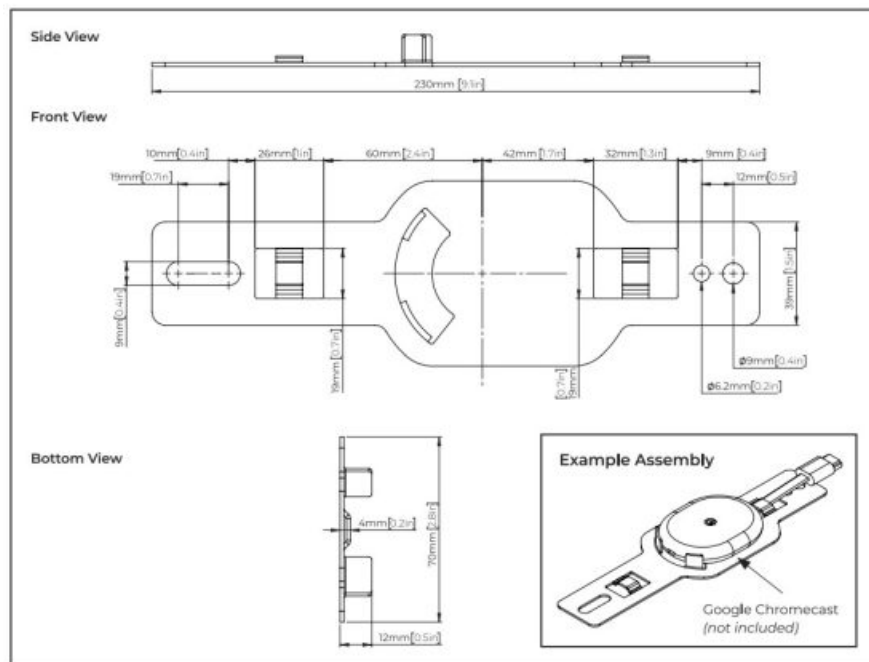 Side View
230mm [9.1in]
Front View
10mm[0.4in]
26mm[1in]
60mm[2.4in]
42mm[1.7in]
32mm[1.3in]
9mm [0.4in]
19mm[0.7in]
12mm[0.5in]
9mm[0.4in]
19mm [0.7in]
19mm
[0.7in]
39mm [1.5in]
ø9mm[0.4in]
ø6.2mm[0.2in]
Bottom View
4mm[0.2in]
70mm [2.8in]
12mm[0.5in]
Example Assembly
Google Chromecast
(not included)